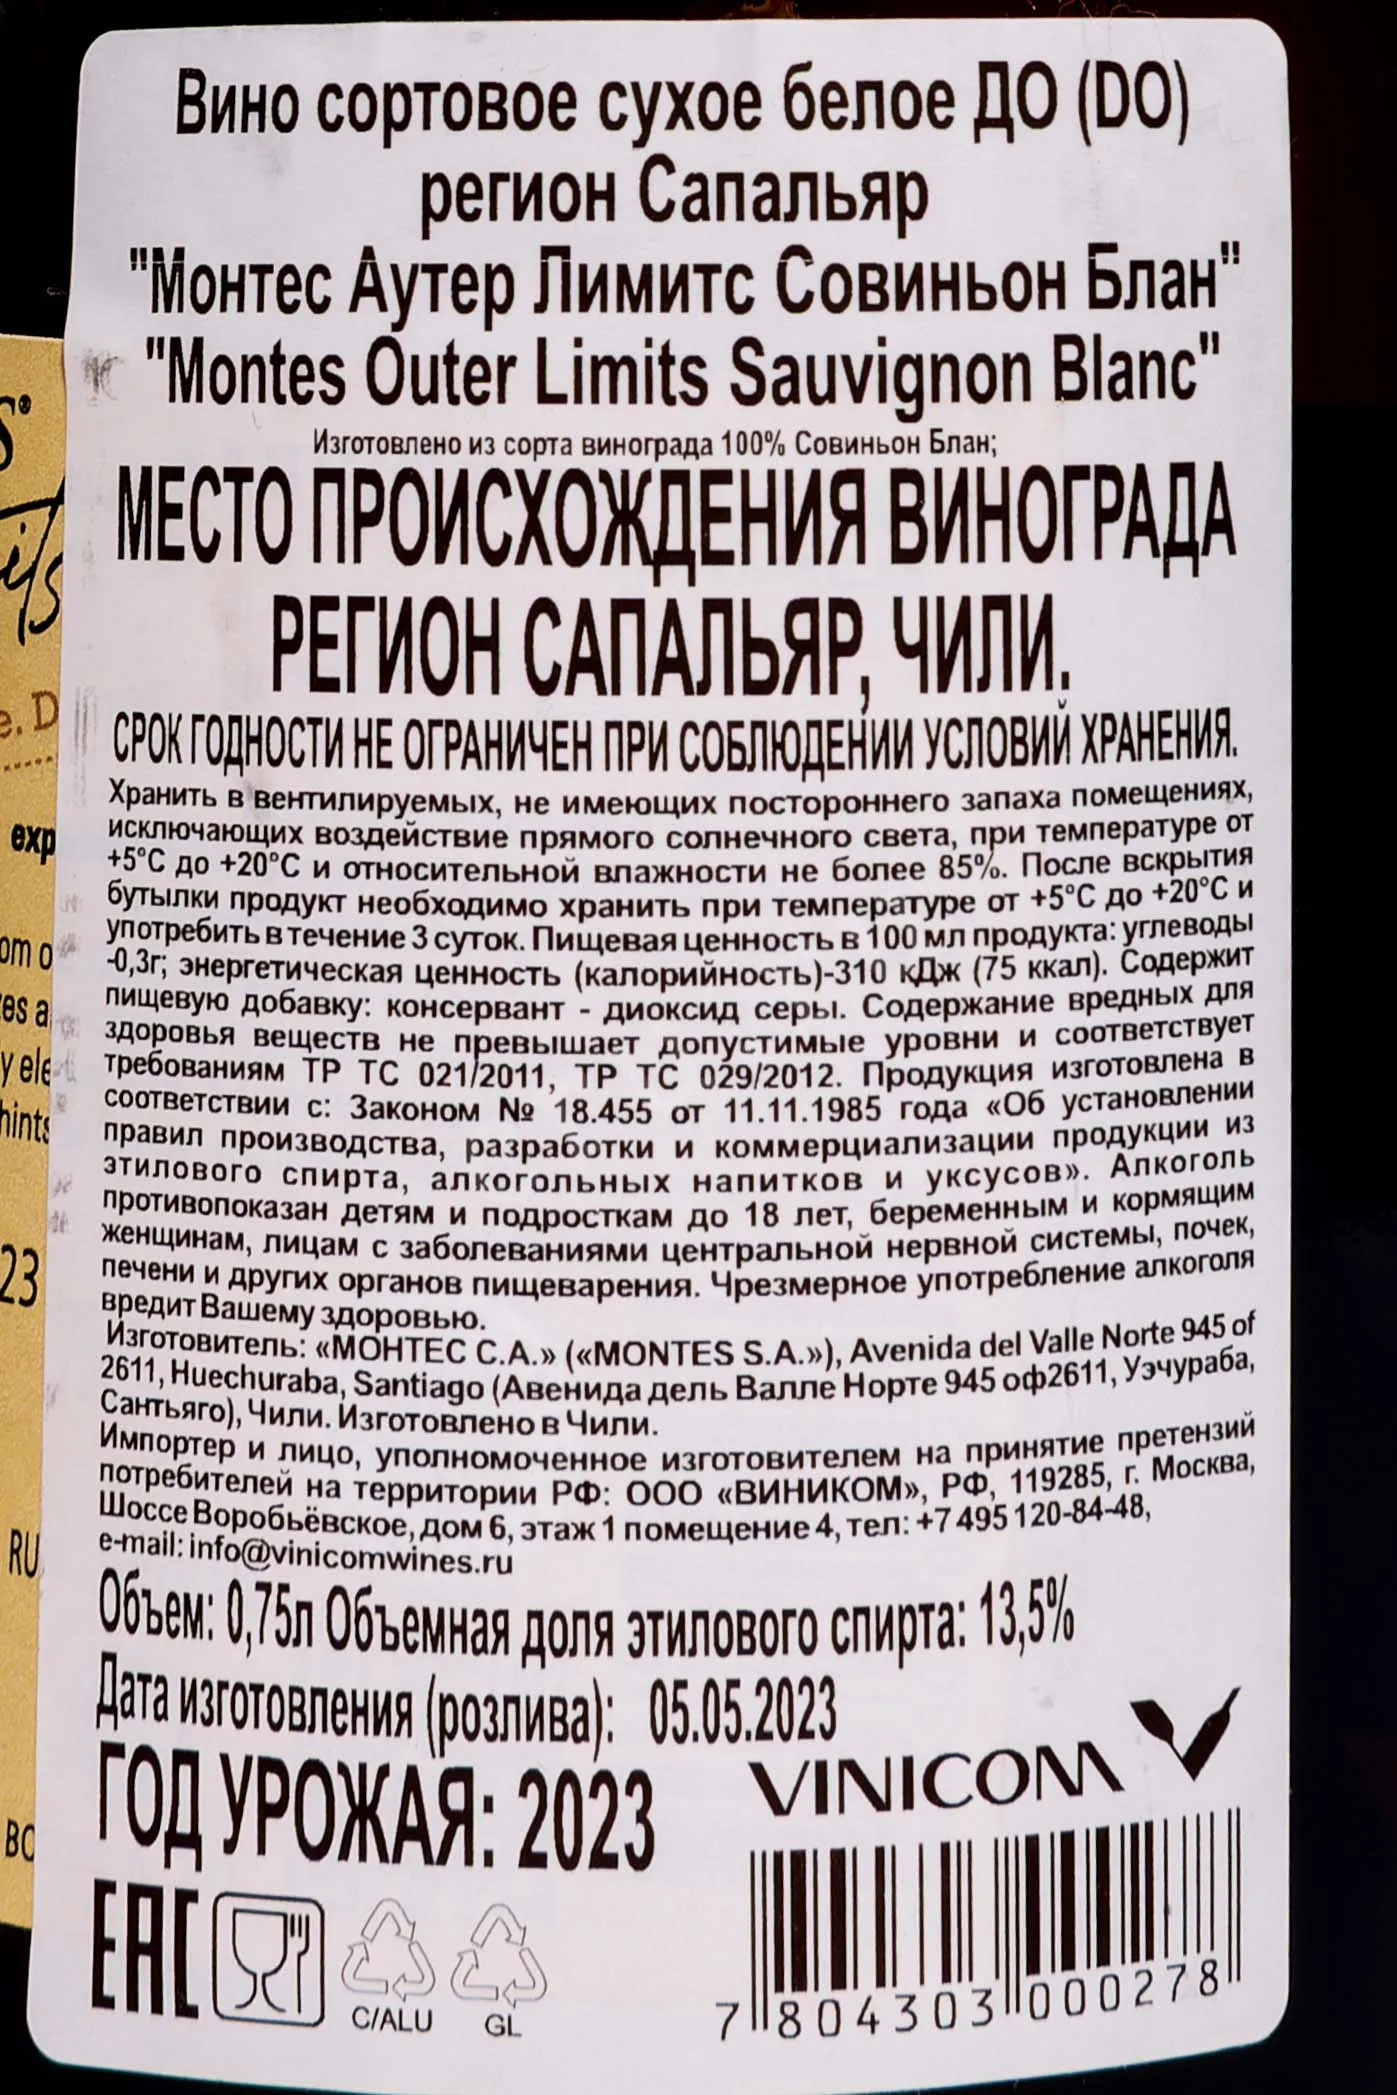 Вино сортовое сухое белое ДО (DO)
регион Сапальяр
"Монтес Аутер Лимитс Совиньон Блан"
"Montes Outer Limits Sauvignon Blanc"
Изготовлено из сорта винограда 100% Совиньон Блан;
МЕСТО ПРОИСХОЖДЕНИЯ ВИНОГРАДА
РЕГИОН САПАЛЬЯР, ЧИЛИ.
СРОК ГОДНОСТИ НЕ ОГРАНИЧЕН ПРИ СОБЛЮДЕНИИ УСЛОВИЙ ХРАНЕНИЯ.
Хранить в вентилируемых, не имеющих постороннего запаха помещениях,
исключающих воздействие прямого солнечного света, при температуре от
+5°С до +20°С и относительной влажности не более 85%. После вскрытия
бутылки продукт необходимо хранить при температуре от +5°С до +20°С и
употребить в течение 3 суток. Пищевая ценность в 100 мл продукта: углеводы
-0,3г; энергетическая ценность (калорийность)-310 кДж (75 ккал). Содержит
пищевую добавку: консервант - диоксид серы. Содержание вредных для
здоровья веществ не превышает допустимые уровни и соответствует
требованиям ТР ТС 021/2011, ТР ТС 029/2012. Продукция изготовлена в
соответствии с: Законом № 18.455 от 11.11.1985 года «Об установлении
правил производства, разработки и коммерциализации продукции из
этилового спирта, алкогольных напитков и уксусов». Алкоголь
противопоказан детям и подросткам до 18 лет, беременным и кормящим
женщинам, лицам с заболеваниями центральной нервной системы, почек,
печени и других органов пищеварения. Чрезмерное употребление алкоголя
вредит Вашему здоровью.
Изготовитель: «МОНТЕС С.А.» («MONTES S.A.»), Avenida del Valle Norte 945 of
2611, Huechuraba, Santiago (Авенида дель Валле Норте 945 оф2611, Уэчураба,
Сантьяго), Чили. Изготовлено в Чили.
Импортер и лицо, уполномоченное изготовителем на принятие претензий
потребителей на территории РФ: ООО «ВИНИКОМ», РФ, 119285, г. Москва,
Шоссе Воробьёвское, дом 6, этаж 1 помещение 4, тел: +7 495 120-84-48,
e-mail: info@vinicomwines.ru
Объем: 0,75л Объемная доля этилового спирта: 13,5%
Дата изготовления (розлива): 05.05.2023
ГОД УРОЖАЯ: 2023
VINICOM
EAC
C/ALU
GL
7 804303 000278
exp
om o
es a
y ele
hints
23
RU
BO